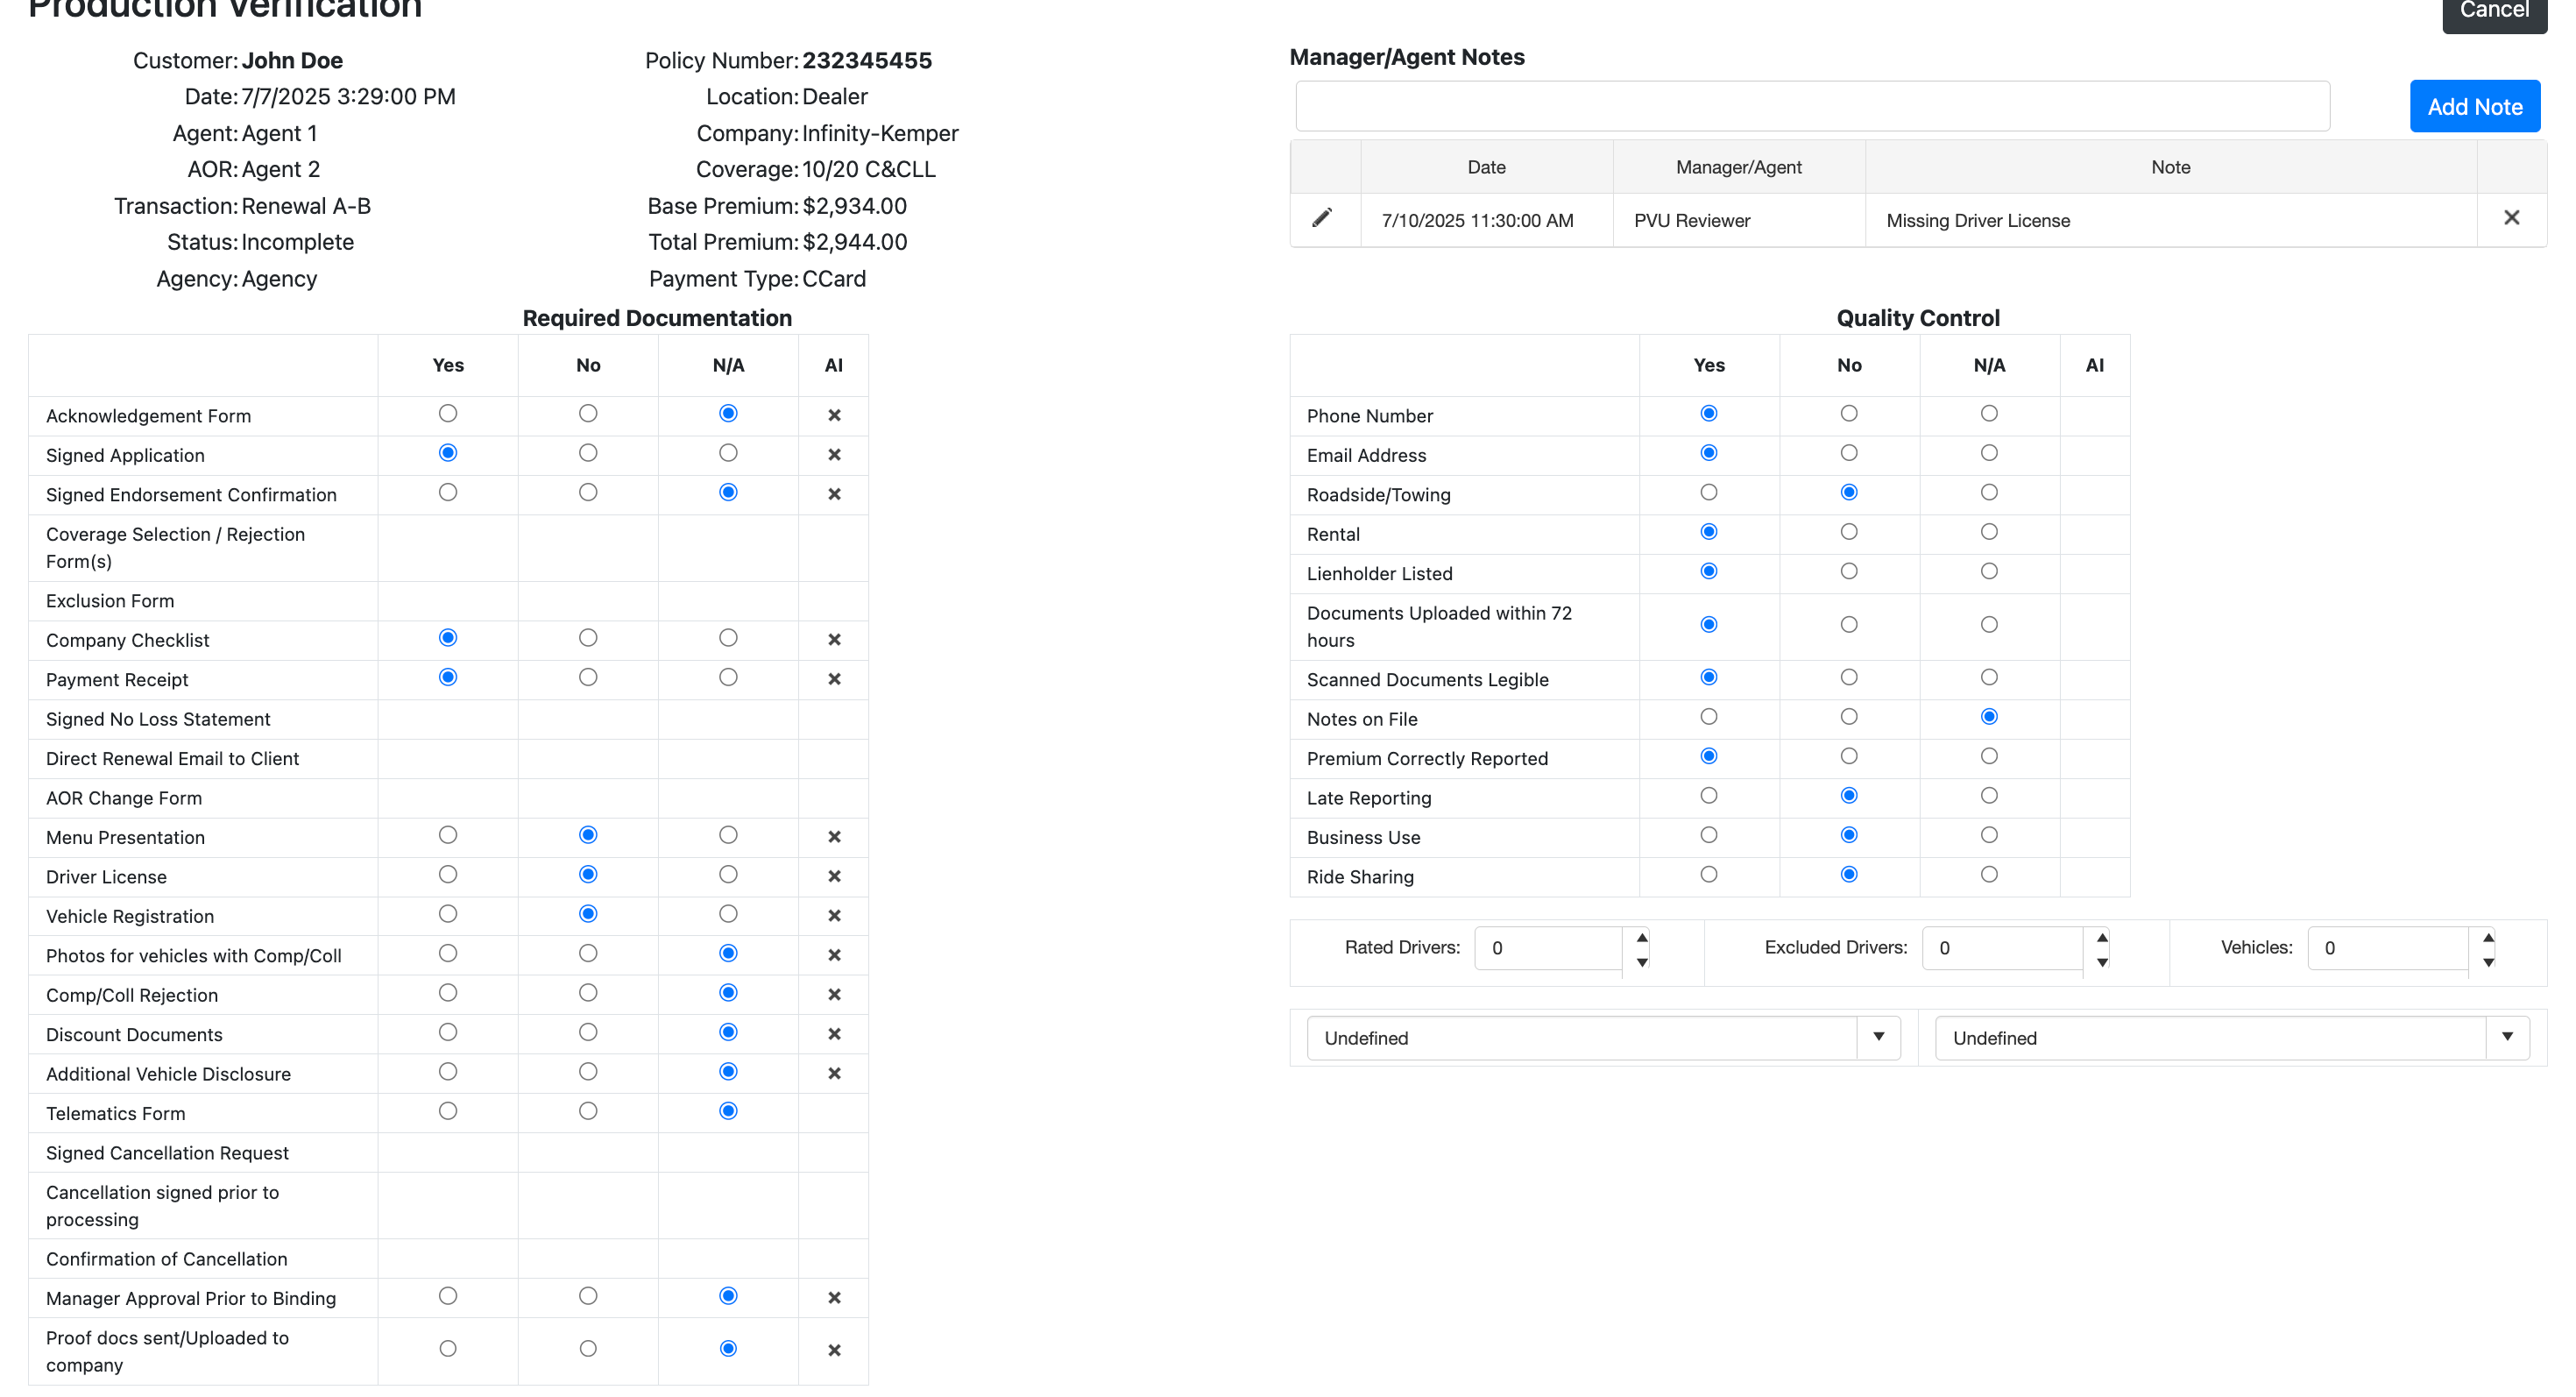 Production Verification
Cancel
Customer: John Doe
Date: 7/7/2025 3:29:00 PM
Agent: Agent 1
AOR: Agent 2
Transaction: Renewal A-B
Status: Incomplete
Agency: Agency
Policy Number: 232345455
Location: Dealer
Company: Infinity-Kemper
Coverage: 10/20 C&CLL
Base Premium: $2,934.00
Total Premium: $2,944.00
Payment Type: CCard
Manager/Agent Notes
Add Note
Date Manager/Agent Note
7/10/2025 11:30:00 AM PVU Reviewer Missing Driver License
Required Documentation
Yes No N/A AI
Acknowledgement Form
Signed Application
Signed Endorsement Confirmation
Coverage Selection / Rejection
Form(s)
Exclusion Form
Company Checklist
Payment Receipt
Signed No Loss Statement
Direct Renewal Email to Client
AOR Change Form
Menu Presentation
Driver License
Vehicle Registration
Photos for vehicles with Comp/Coll
Comp/Coll Rejection
Discount Documents
Additional Vehicle Disclosure
Telematics Form
Signed Cancellation Request
Cancellation signed prior to
processing
Confirmation of Cancellation
Manager Approval Prior to Binding
Proof docs sent/Uploaded to
company
Quality Control
Yes No N/A AI
Phone Number
Email Address
Roadside/Towing
Rental
Lienholder Listed
Documents Uploaded within 72
hours
Scanned Documents Legible
Notes on File
Premium Correctly Reported
Late Reporting
Business Use
Ride Sharing
Rated Drivers: 0 Excluded Drivers: 0 Vehicles: 0
Undefined Undefined